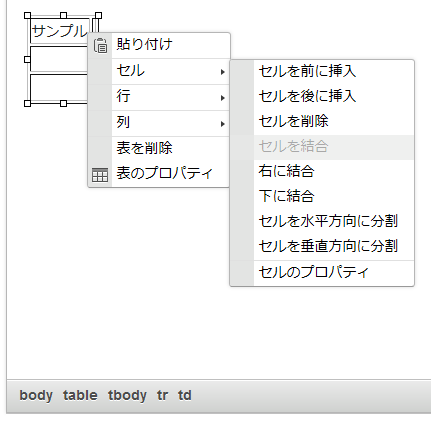 サンプル
貼り付け
セル
行
列
表を削除
表のプロパティ
セルを前に挿入
セルを後に挿入
セルを削除
セルを結合
右に結合
下に結合
セルを水平方向に分割
セルを垂直方向に分割
セルのプロパティ
body table tbody tr td